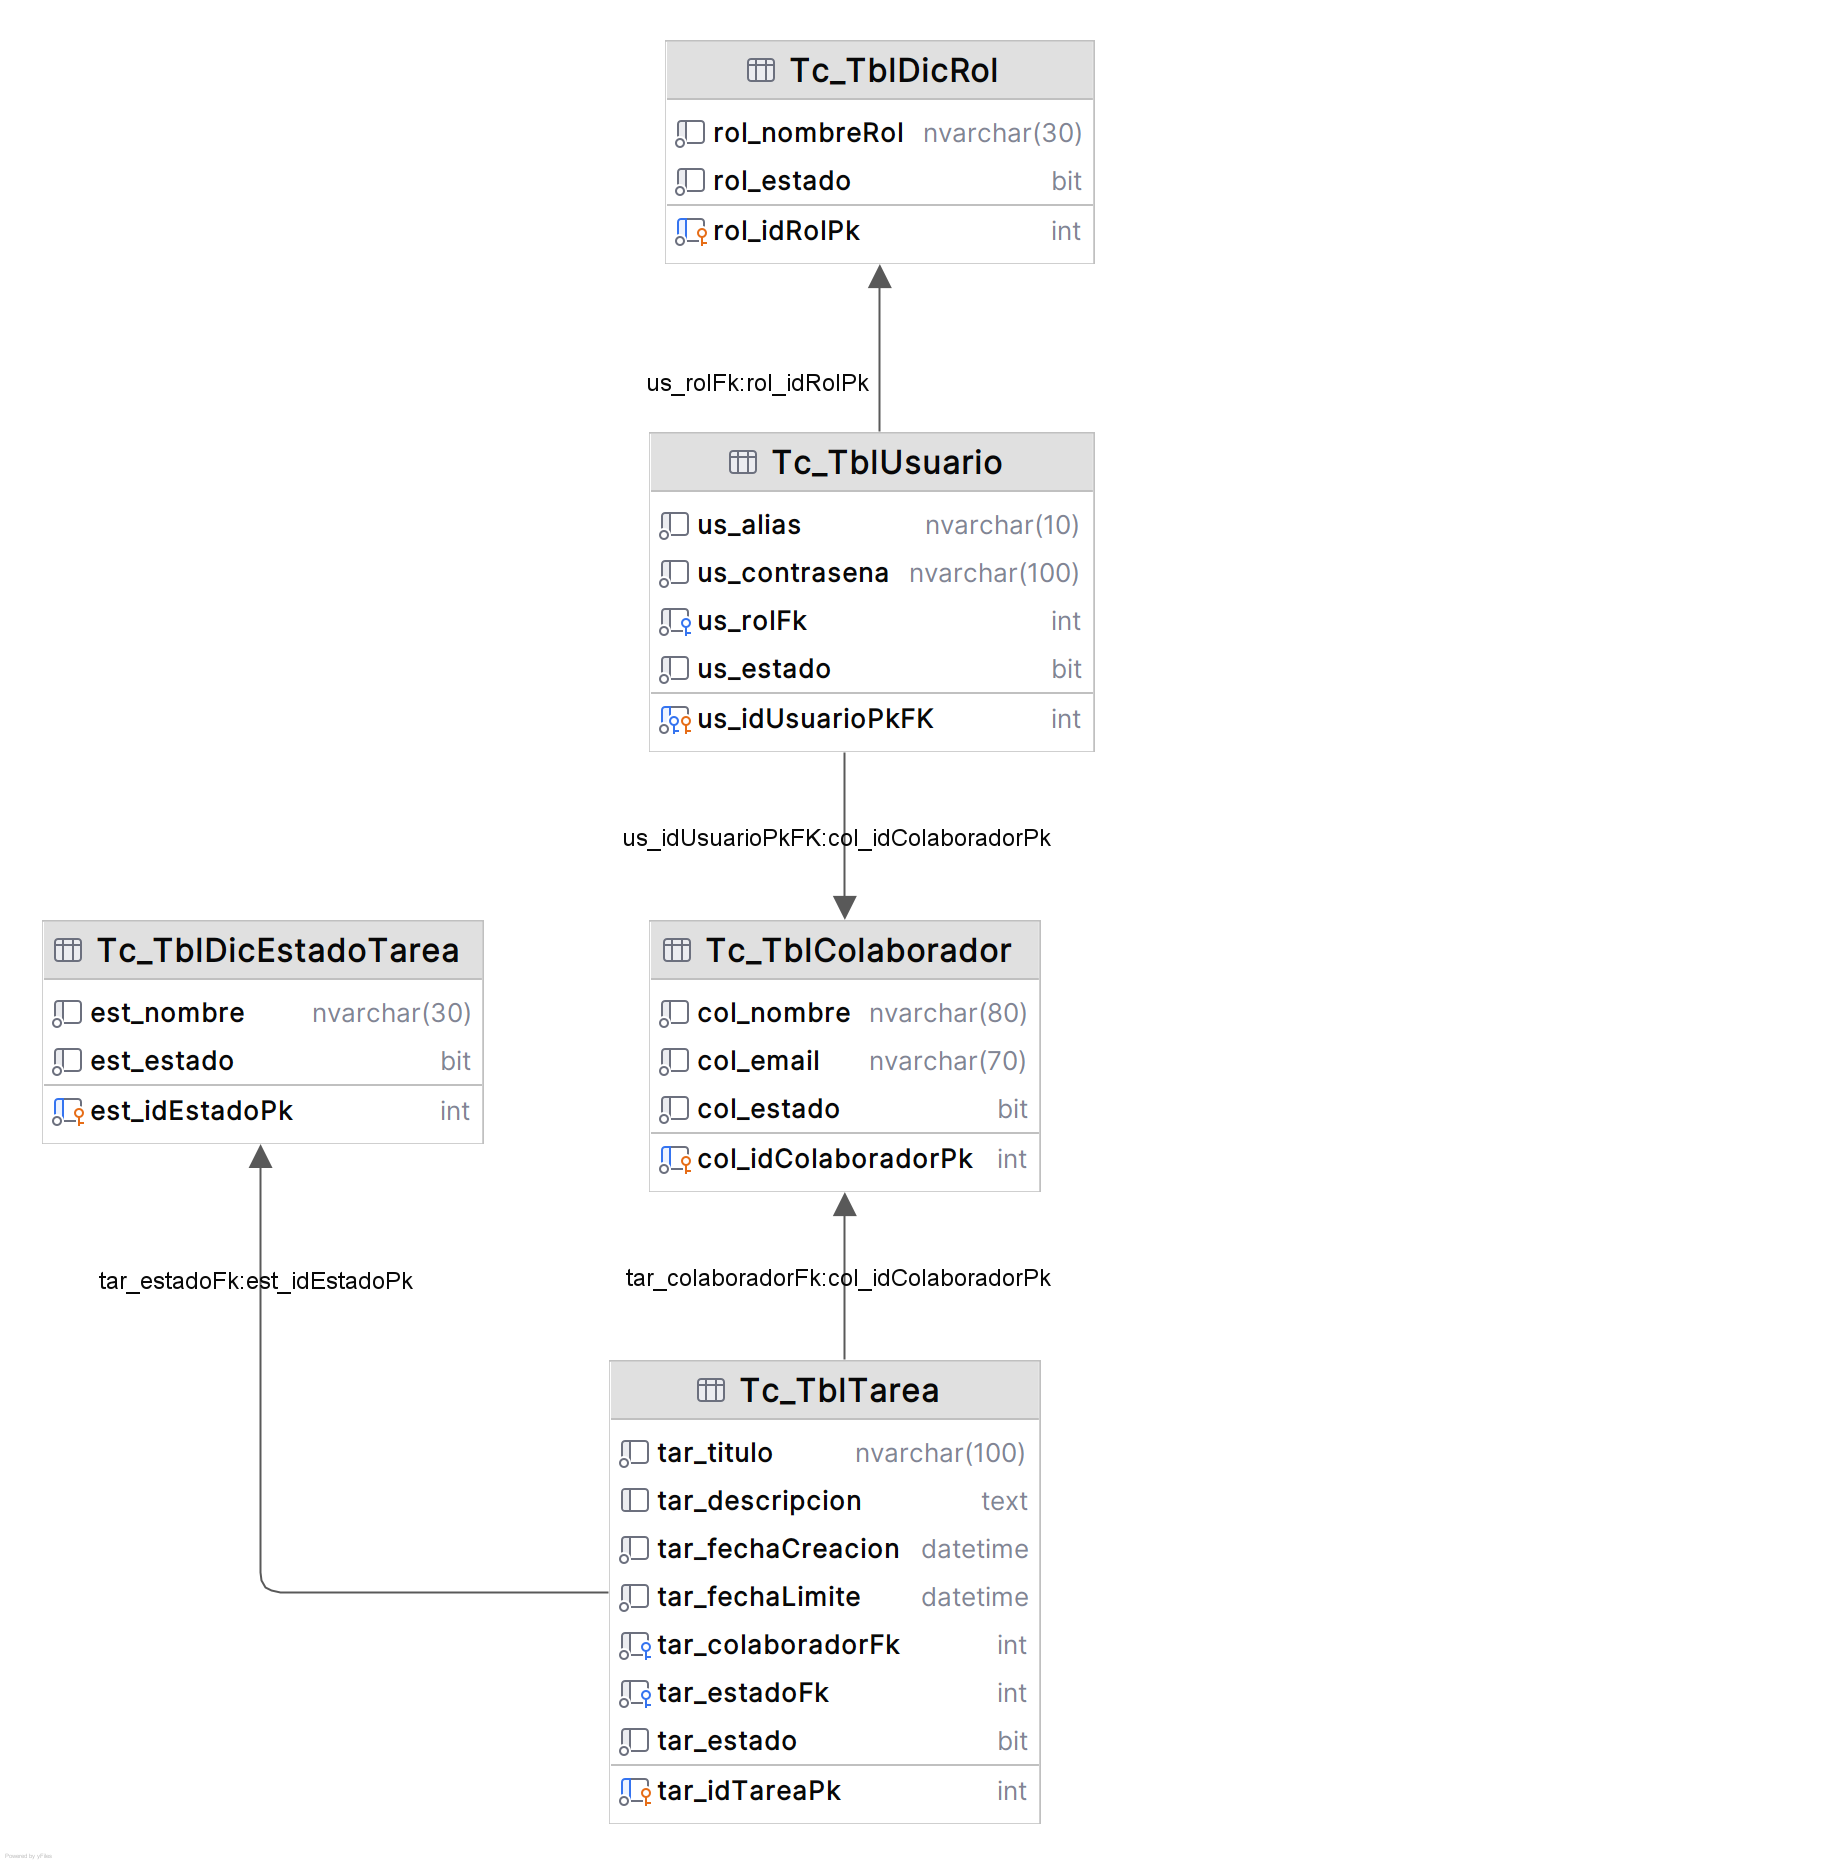 Tc_TblDicRol
rol_nombreRol nvarchar(30)
rol_estado bit
rol_idRolPk int
us_rolFk:rol_idRolPk
Tc_TblUsuario
us_alias nvarchar(10)
us_contrasena nvarchar(100)
us_rolFk int
us_estado bit
us_idUsuarioPkFK int
us_idUsuarioPkFK:col_idColaboradorPk
Tc_TblDicEstadoTarea
est_nombre nvarchar(30)
est_estado bit
est_idEstadoPk int
Tc_TblColaborador
col_nombre nvarchar(80)
col_email nvarchar(70)
col_estado bit
col_idColaboradorPk int
tar_estadoFk:est_idEstadoPk
tar_colaboradorFk:col_idColaboradorPk
Tc_TblTarea
tar_titulo nvarchar(100)
tar_descripcion text
tar_fechaCreacion datetime
tar_fechaLimite datetime
tar_colaboradorFk int
tar_estadoFk int
tar_estado bit
tar_idTareaPk int
Powered by yFiles